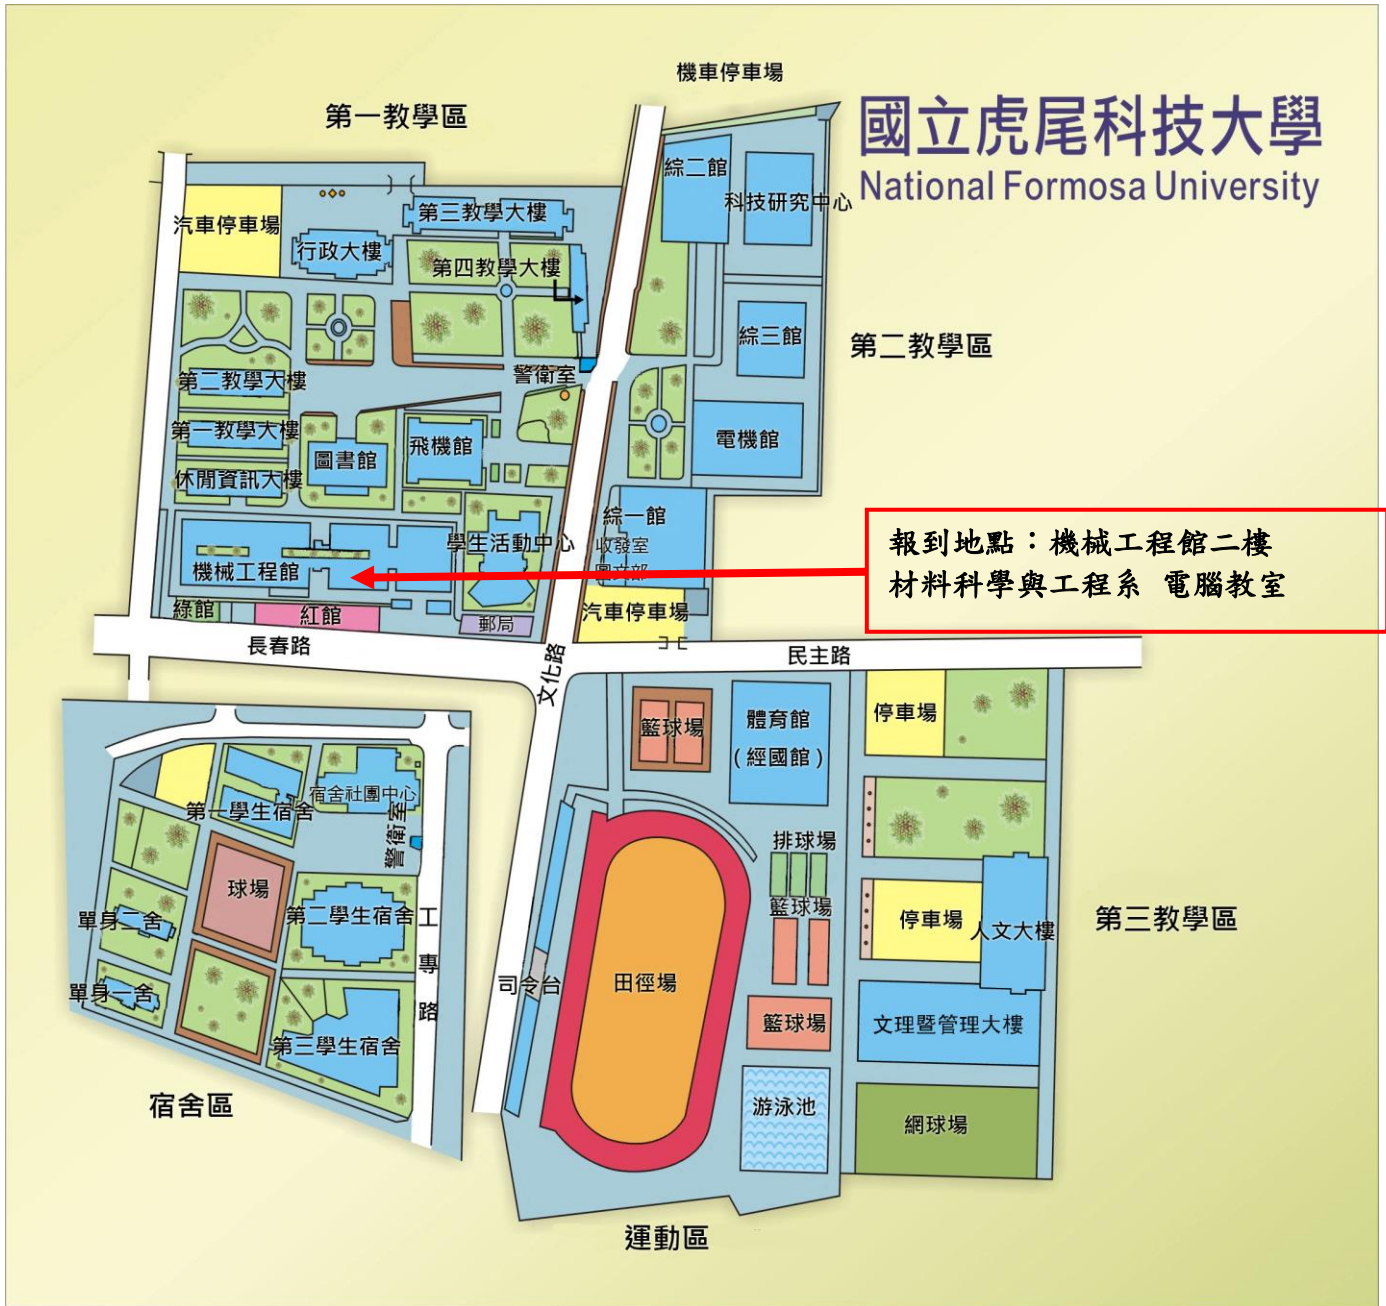 機車停車場
第一教學區
國立虎尾科技大學
National Formosa University
綜二館
科技研究中心
汽車停車場
第三教學大樓
行政大樓
第四教學大樓
綜三館
第二教學區
警衛室
第二教學大樓
第一教學大樓
圖書館
飛機館
電機館
休閒資訊大樓
綜一館
學生活動中心
收發室
圖文部
機械工程館
報到地點：機械工程館二樓
材料科學與工程系 電腦教室
綠館
紅館
郵局
汽車停車場
長春路
文化路
民主路
籃球場
體育館
(經國館)
停車場
第一學生宿舍
宿舍社團中心
警衛室
排球場
球場
第二學生宿舍
工專路
籃球場
停車場
人文大樓
第三教學區
單身二舍
單身一舍
司令台
田徑場
籃球場
文理暨管理大樓
第三學生宿舍
宿舍區
游泳池
網球場
運動區